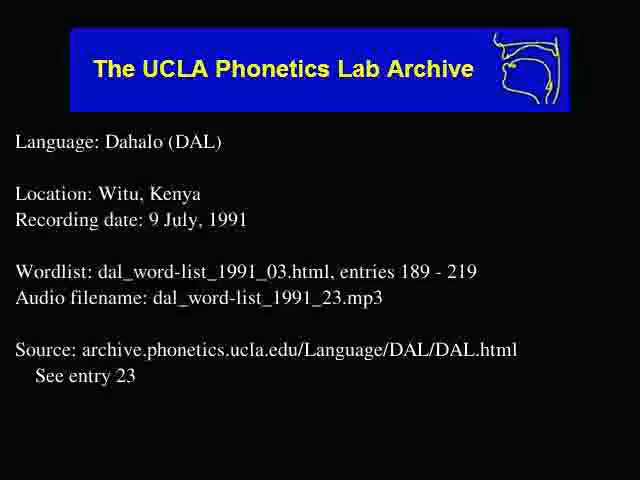 The UCLA Phonetics Lab Archive
Language: Dahalo (DAL)
Location: Witu, Kenya
Recording date: 9 July, 1991
Wordlist: dal_word-list_1991_03.html, entries 189 - 219
Audio filename: dal_word-list_1991_23.mp3
Source: archive.phonetics.ucla.edu/Language/DAL/DAL.html
See entry 23